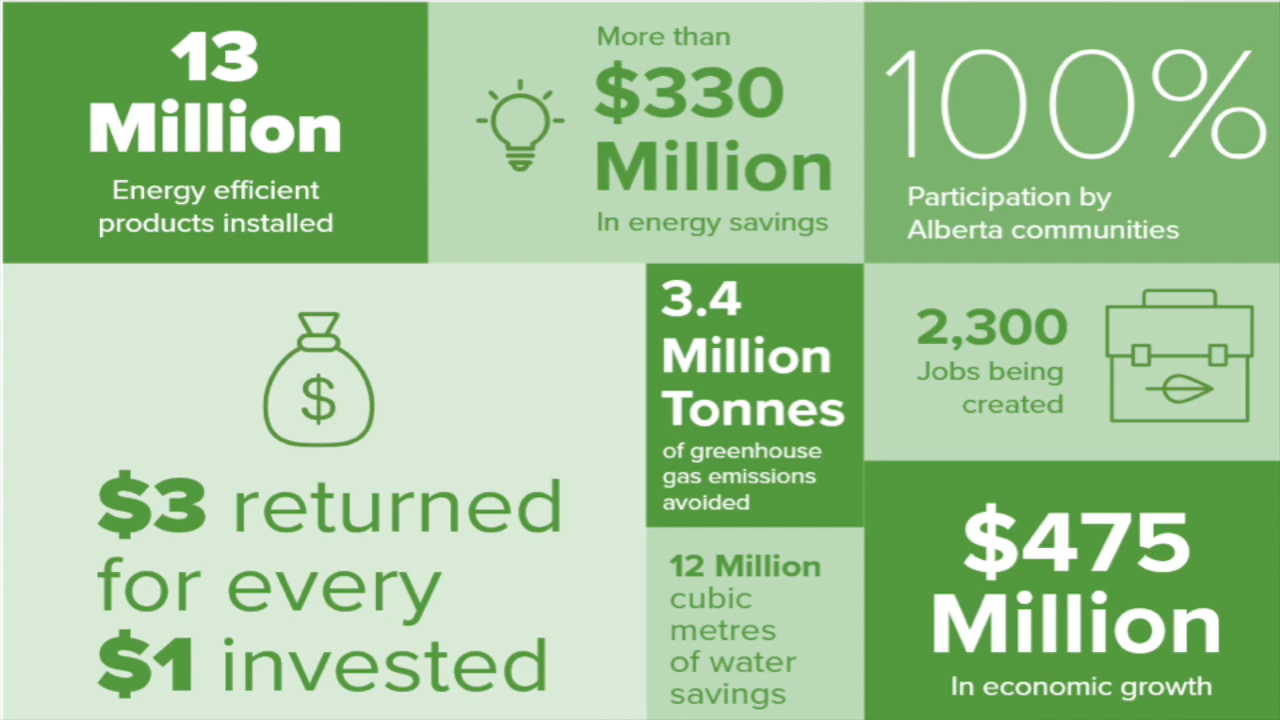 13
Million
Energy efficient
products installed
More than
$330
Million
In energy savings
100%
Participation by
Alberta communities
$
$3 returned
for every
$1 invested
3.4
Million
Tonnes
of greenhouse
gas emissions
avoided
12 Million
cubic
metres
of water
savings
2,300
Jobs being
created
$475
Million
In economic growth